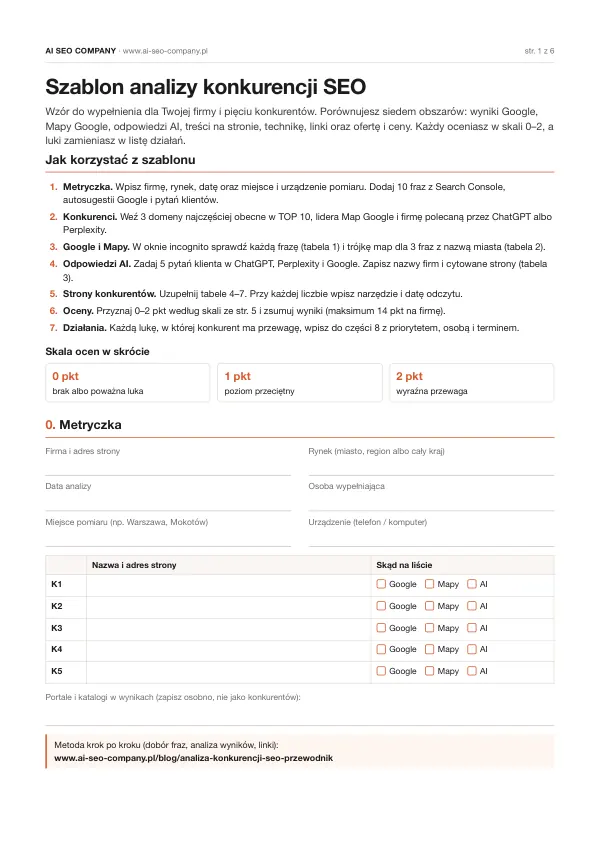 AI SEO COMPANY · www.ai-seo-company.pl
str. 1 z 6
Szablon analizy konkurencji SEO
Wzór do wypełnienia dla Twojej firmy i pięciu konkurentów. Porównujesz siedem obszarów: wyniki Google,
Mapy Google, odpowiedzi AI, treści na stronie, technikę, linki oraz ofertę i ceny. Każdy oceniasz w skali 0–2, a
luki zamieniasz w listę działań.
Jak korzystać z szablonu
1. Metryczka. Wpisz firmę, rynek, datę oraz miejsce i urządzenie pomiaru. Dodaj 10 fraz z Search Console,
autosugestii Google i pytań klientów.
2. Konkurenci. Weź 3 domeny najczęściej obecne w TOP 10, lidera Map Google i firmę polecaną przez ChatGPT albo
Perplexity.
3. Google i Mapy. W oknie incognito sprawdź każdą frazę (tabela 1) i trójkę map dla 3 fraz z nazwą miasta (tabela 2).
4. Odpowiedzi AI. Zadaj 5 pytań klienta w ChatGPT, Perplexity i Google. Zapisz nazwy firm i cytowane strony (tabela
3).
5. Strony konkurentów. Uzupełnij tabele 4–7. Przy każdej liczbie wpisz narzędzie i datę odczytu.
6. Oceny. Przyznaj 0–2 pkt według skali ze str. 5 i zsumuj wyniki (maksimum 14 pkt na firmę).
7. Działania. Każdą lukę, w której konkurent ma przewagę, wpisz do części 8 z priorytetem, osobą i terminem.
Skala ocen w skrócie
0 pkt
brak albo poważna luka
1 pkt
poziom przeciętny
2 pkt
wyraźna przewaga
0. Metryczka
Firma i adres strony
Rynek (miasto, region albo cały kraj)
Data analizy
Osoba wypełniająca
Miejsce pomiaru (np. Warszawa, Mokotów)
Urządzenie (telefon / komputer)
Nazwa i adres strony Skąd na liście
K1 Google Mapy AI
K2 Google Mapy AI
K3 Google Mapy AI
K4 Google Mapy AI
K5 Google Mapy AI
Portale i katalogi w wynikach (zapisz osobno, nie jako konkurentów):
Metoda krok po kroku (dobór fraz, analiza wyników, linki):
www.ai-seo-company.pl/blog/analiza-konkurencji-seo-przewodnik